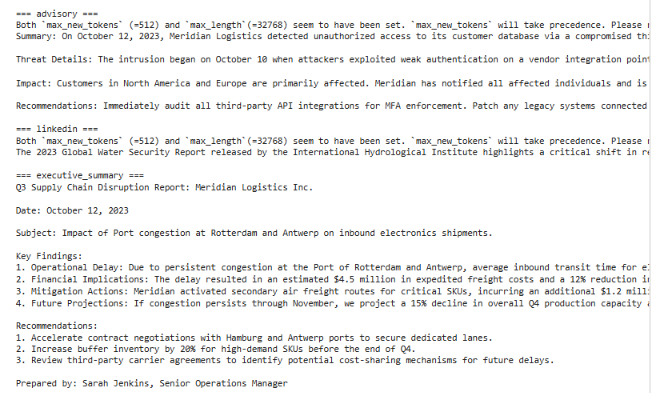 === advisory ===
Both `max_new_tokens` (=512) and `max_length`(=32768) seem to have been set. `max_new_tokens` will take precedence. Please
Summary: On October 12, 2023, Meridian Logistics detected unauthorized access to its customer database via a compromised
Threat Details: The intrusion began on October 10 when attackers exploited weak authentication on a vendor integration
Impact: Customers in North America and Europe are primarily affected. Meridian has notified all affected individuals and is
Recommendations: Immediately audit all third-party API integrations for MFA enforcement. Patch any legacy systems connected
=== linkedin ===
Both `max_new_tokens` (=512) and `max_length`(=32768) seem to have been set. `max_new_tokens` will take precedence. Please
The 2023 Global Water Security Report released by the International Hydrological Institute highlights a critical shift in
=== executive_summary ===
Q3 Supply Chain Disruption Report: Meridian Logistics Inc.
Date: October 12, 2023
Subject: Impact of Port congestion at Rotterdam and Antwerp on inbound electronics shipments.
Key Findings:
1. Operational Delay: Due to persistent congestion at the Port of Rotterdam and Antwerp, average inbound transit time for
2. Financial Implications: The delay resulted in an estimated $4.5 million in expedited freight costs and a 12% reduction
3. Mitigation Actions: Meridian activated secondary air freight routes for critical SKUs, incurring an additional $1.2
4. Future Projections: If congestion persists through November, we project a 15% decline in overall Q4 production capacity
Recommendations:
1. Accelerate contract negotiations with Hamburg and Antwerp ports to secure dedicated lanes.
2. Increase buffer inventory by 20% for high-demand SKUs before the end of Q4.
3. Review third-party carrier agreements to identify potential cost-sharing mechanisms for future delays.
Prepared by: Sarah Jenkins, Senior Operations Manager